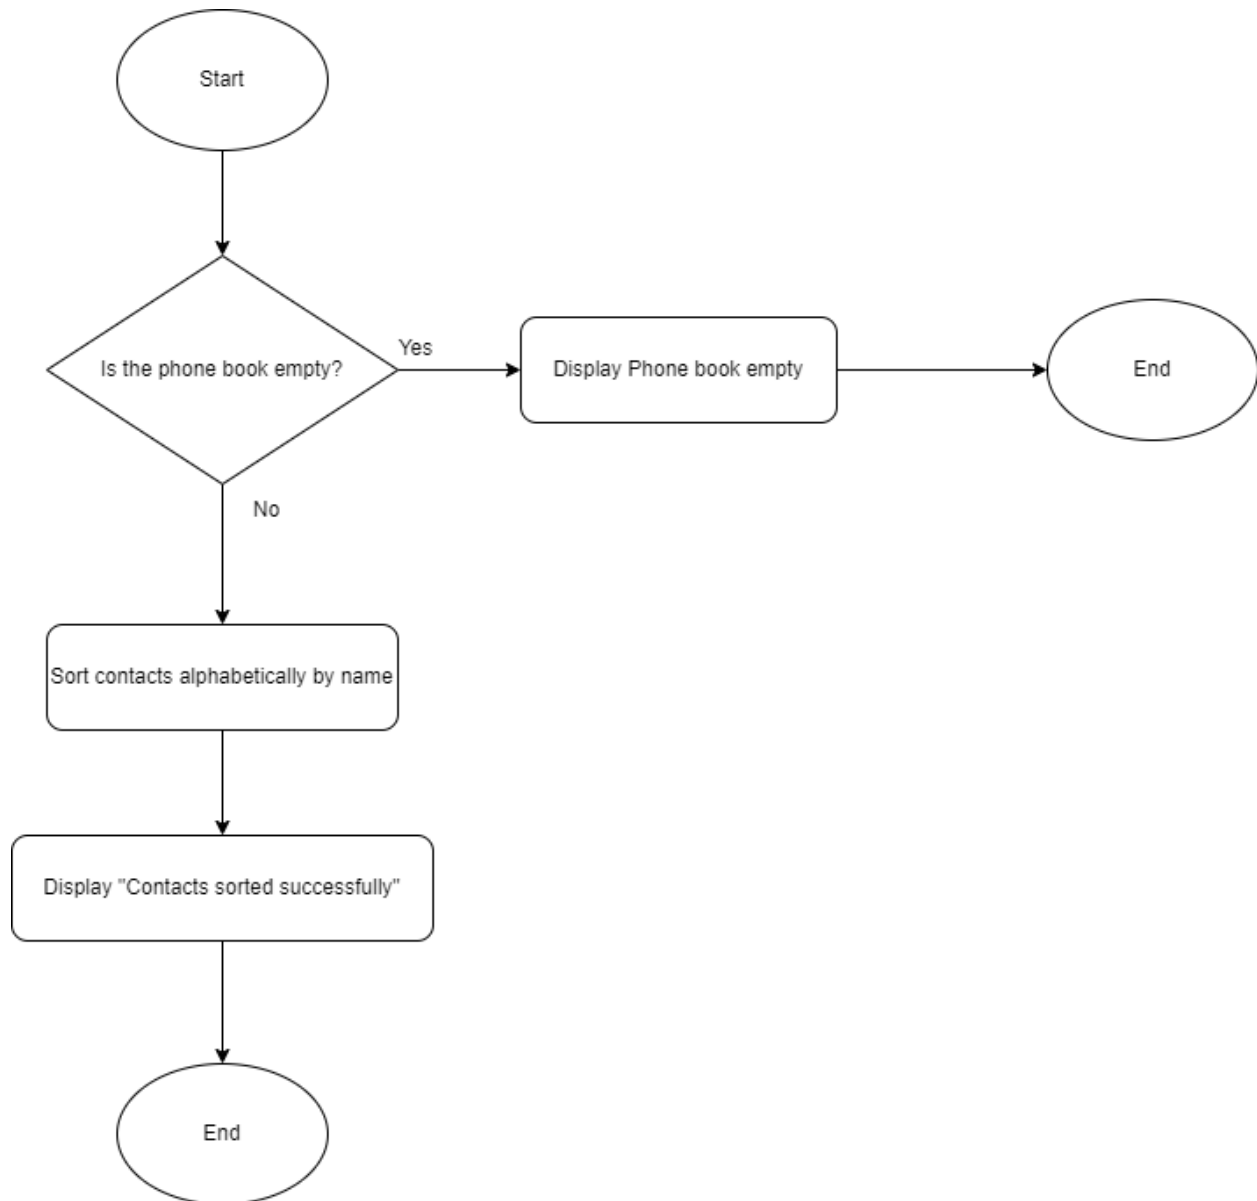 Start
Is the phone book empty?
Yes
Display Phone book empty
End
No
Sort contacts alphabetically by name
Display "Contacts sorted successfully"
End